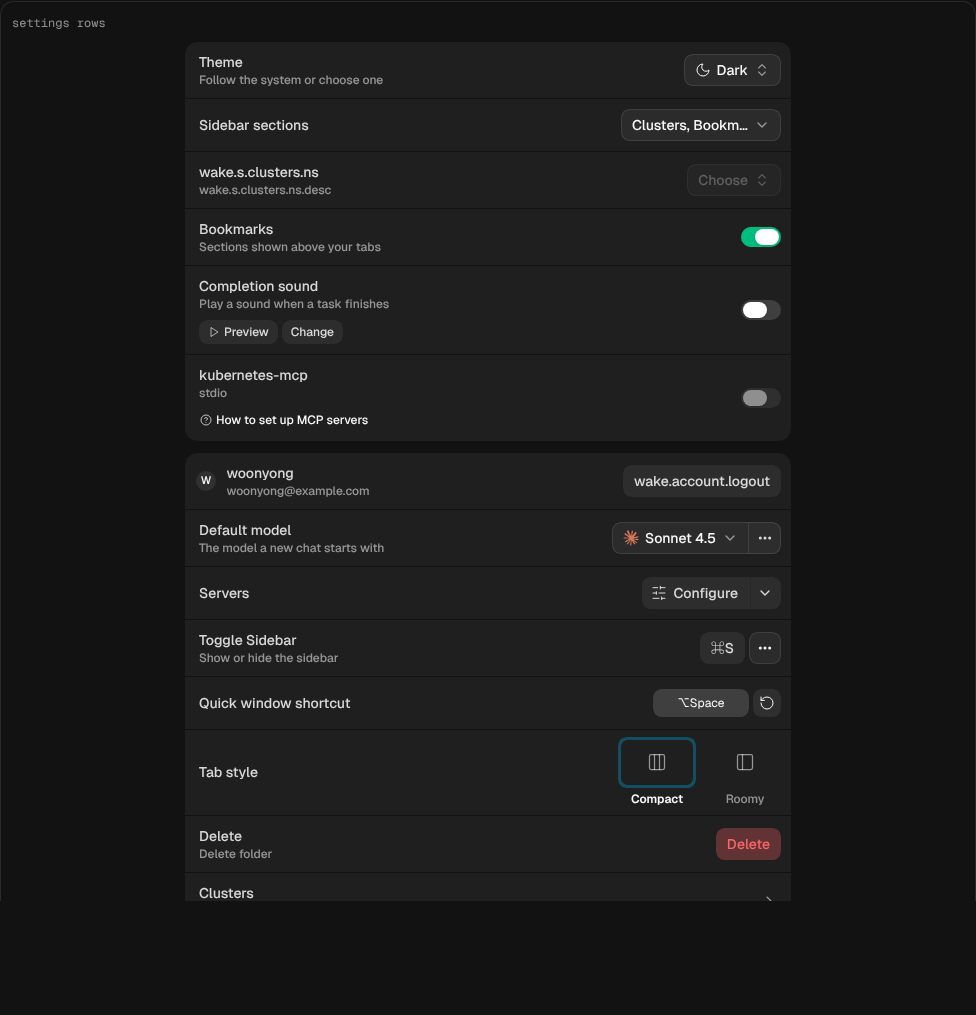 settings rows
Theme
Follow the system or choose one
Dark
Sidebar sections
Clusters, Bookm...
wake.s.clusters.ns
wake.s.clusters.ns.desc
Choose
Bookmarks
Sections shown above your tabs
Completion sound
Play a sound when a task finishes
Preview
Change
kubernetes-mcp
stdio
How to set up MCP servers
W
woonyong
woonyong@example.com
wake.account.logout
Default model
The model a new chat starts with
Sonnet 4.5
Servers
Configure
Toggle Sidebar
Show or hide the sidebar
⌘S
Quick window shortcut
⌥Space
Tab style
Compact
Roomy
Delete
Delete folder
Delete
Clusters